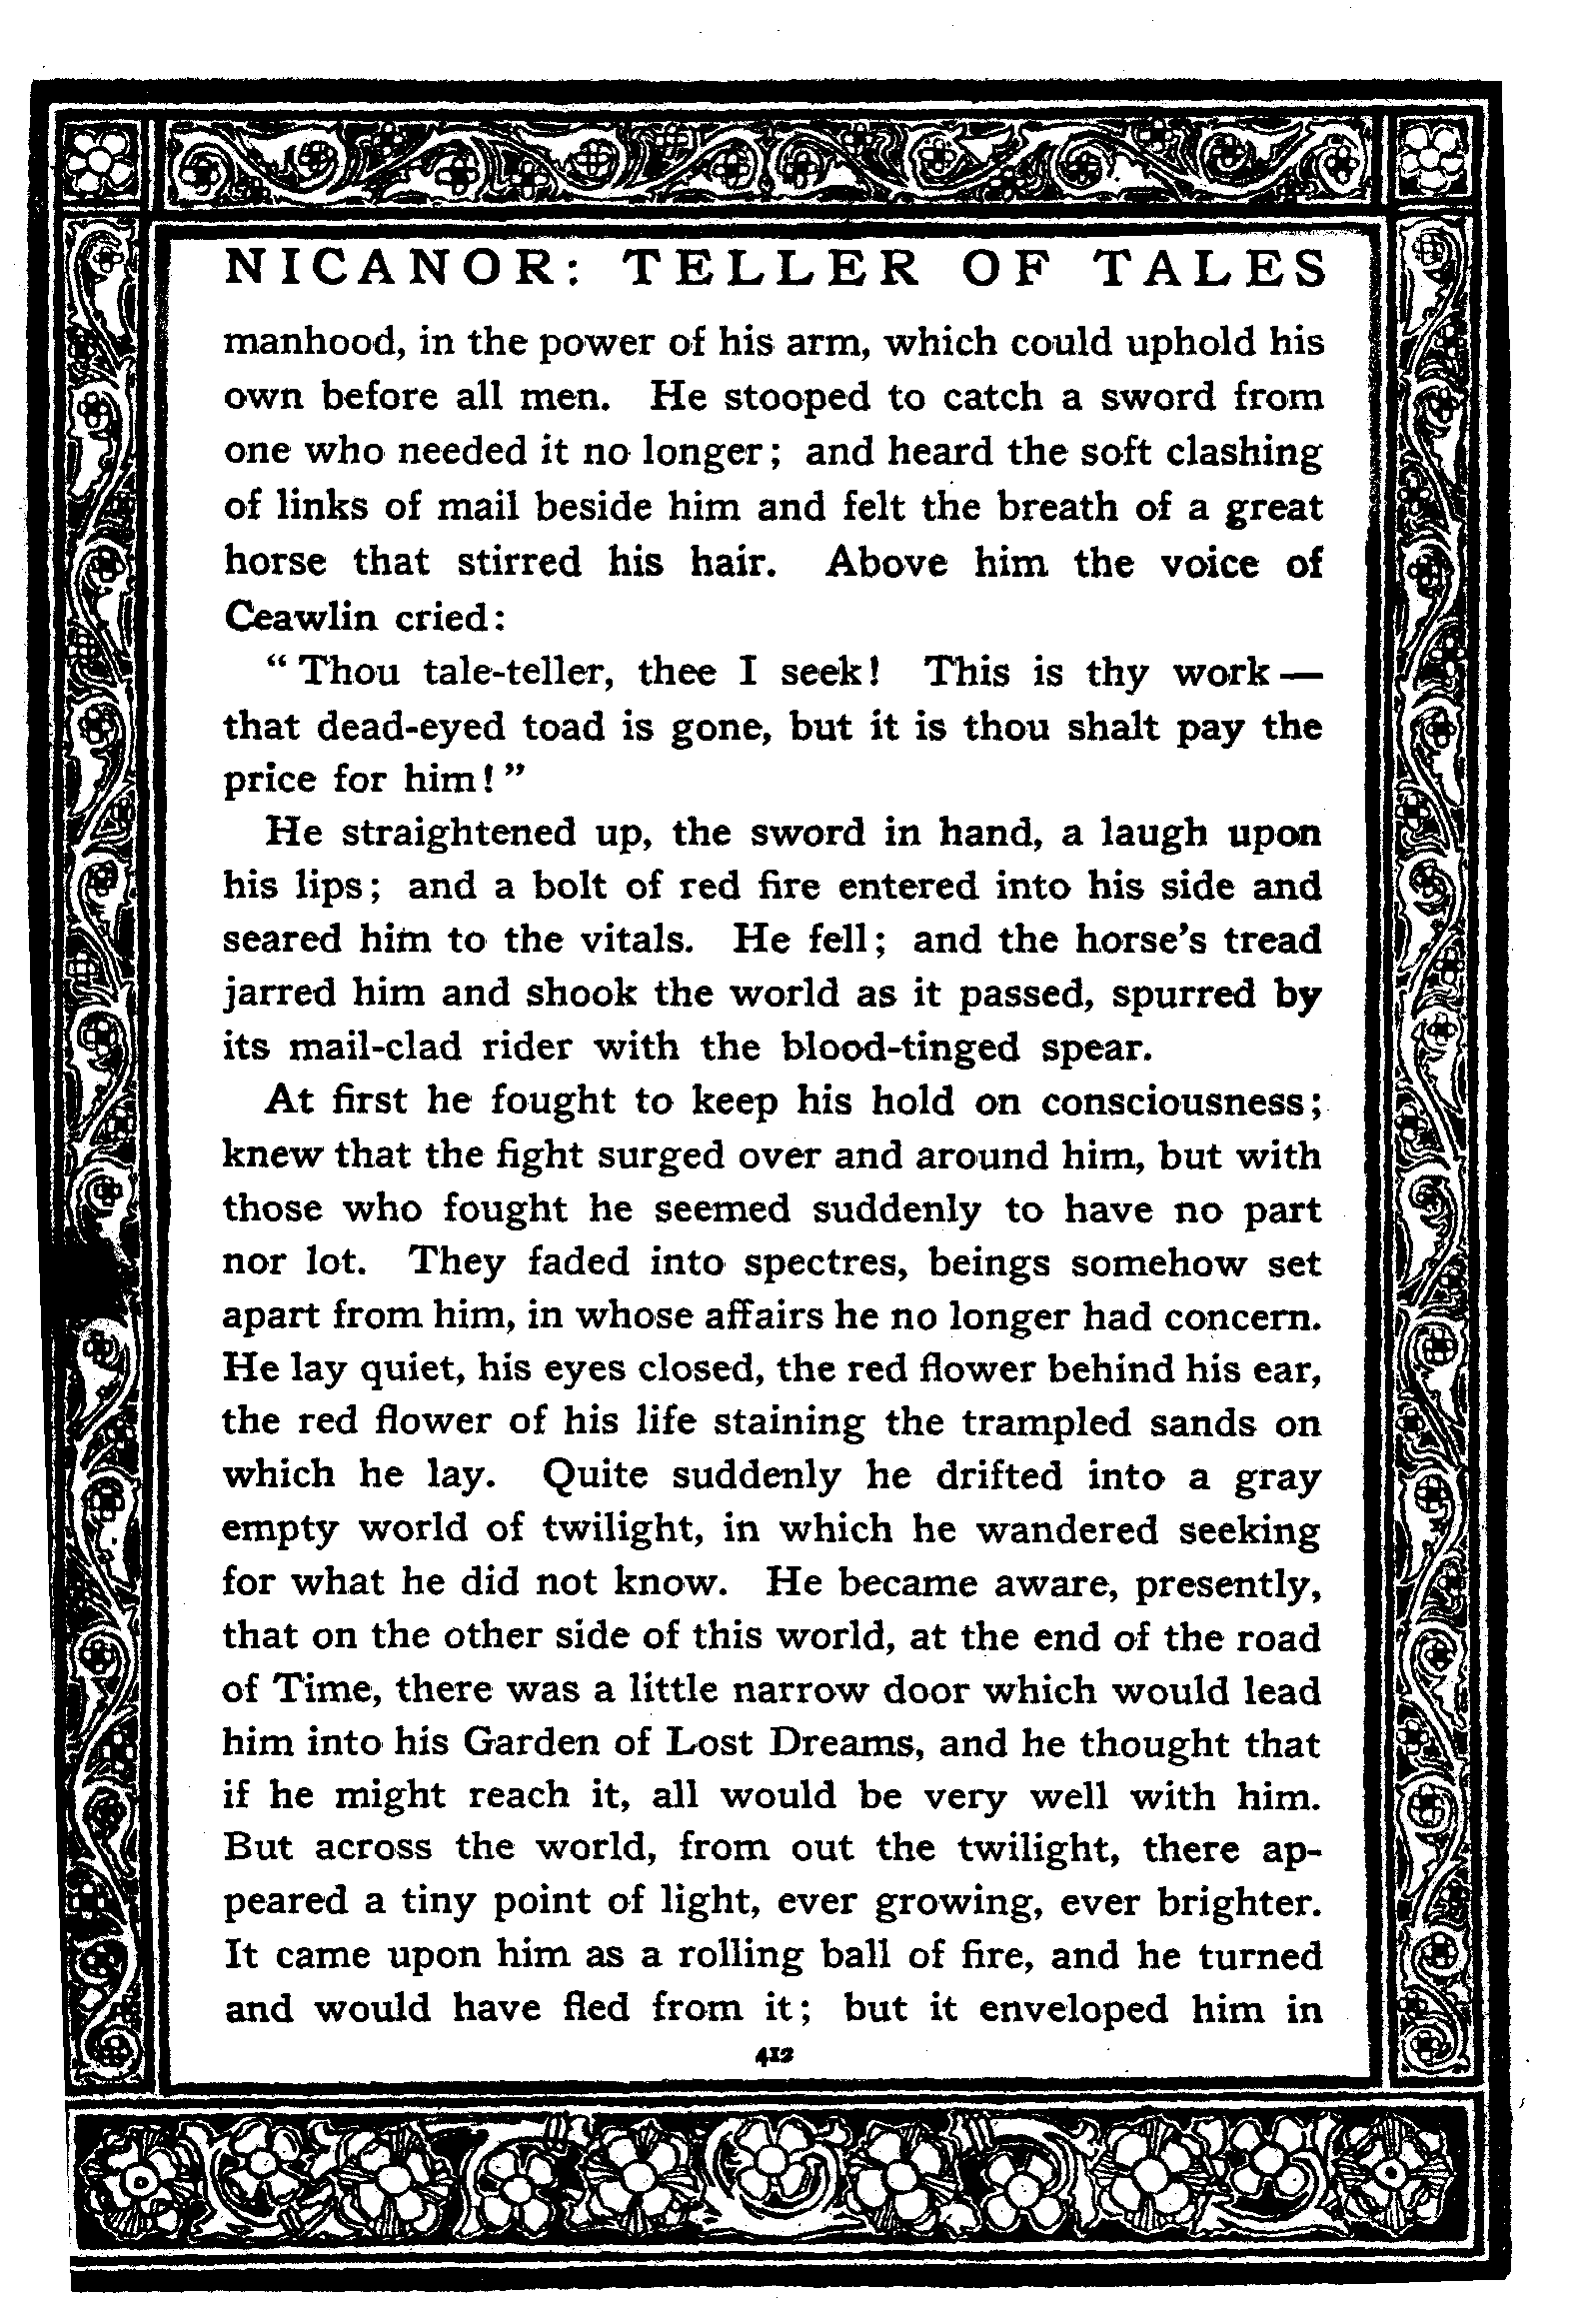 NICANOR: TELLER OF TALES
manhood, in the power of his arm, which could uphold his
own before all men. He stooped to catch a sword from
one who needed it no longer; and heard the soft clashing
of links of mail beside him and felt the breath of a great
horse that stirred his hair. Above him the voice of
Ceawlin cried:
“Thou tale-teller, thee I seek! This is thy work—
that dead-eyed toad is gone, but it is thou shalt pay the
price for him!”
He straightened up, the sword in hand, a laugh upon
his lips; and a bolt of red fire entered into his side and
seared him to the vitals. He fell; and the horse’s tread
jarred him and shook the world as it passed, spurred by
its mail-clad rider with the blood-tinged spear.
At first he fought to keep his hold on consciousness;
knew that the fight surged over and around him, but with
those who fought he seemed suddenly to have no part
nor lot. They faded into spectres, beings somehow set
apart from him, in whose affairs he no longer had concern.
He lay quiet, his eyes closed, the red flower behind his ear,
the red flower of his life staining the trampled sands on
which he lay. Quite suddenly he drifted into a gray
empty world of twilight, in which he wandered seeking
for what he did not know. He became aware, presently,
that on the other side of this world, at the end of the road
of Time, there was a little narrow door which would lead
him into his Garden of Lost Dreams, and he thought that
if he might reach it, all would be very well with him.
But across the world, from out the twilight, there ap-
peared a tiny point of light, ever growing, ever brighter.
It came upon him as a rolling ball of fire, and he turned
and would have fled from it; but it enveloped him in
412